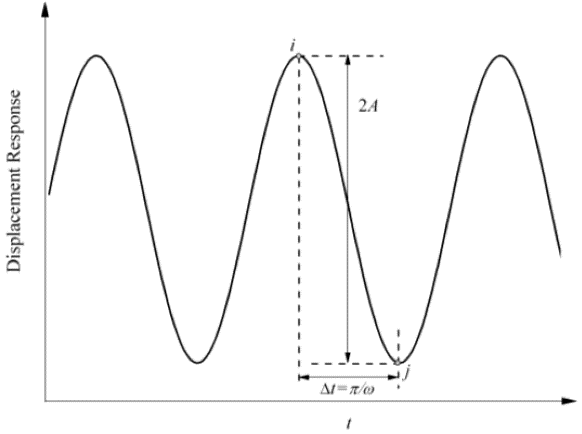 Displacement Response
i
2A
j
Δt=π/ω
t